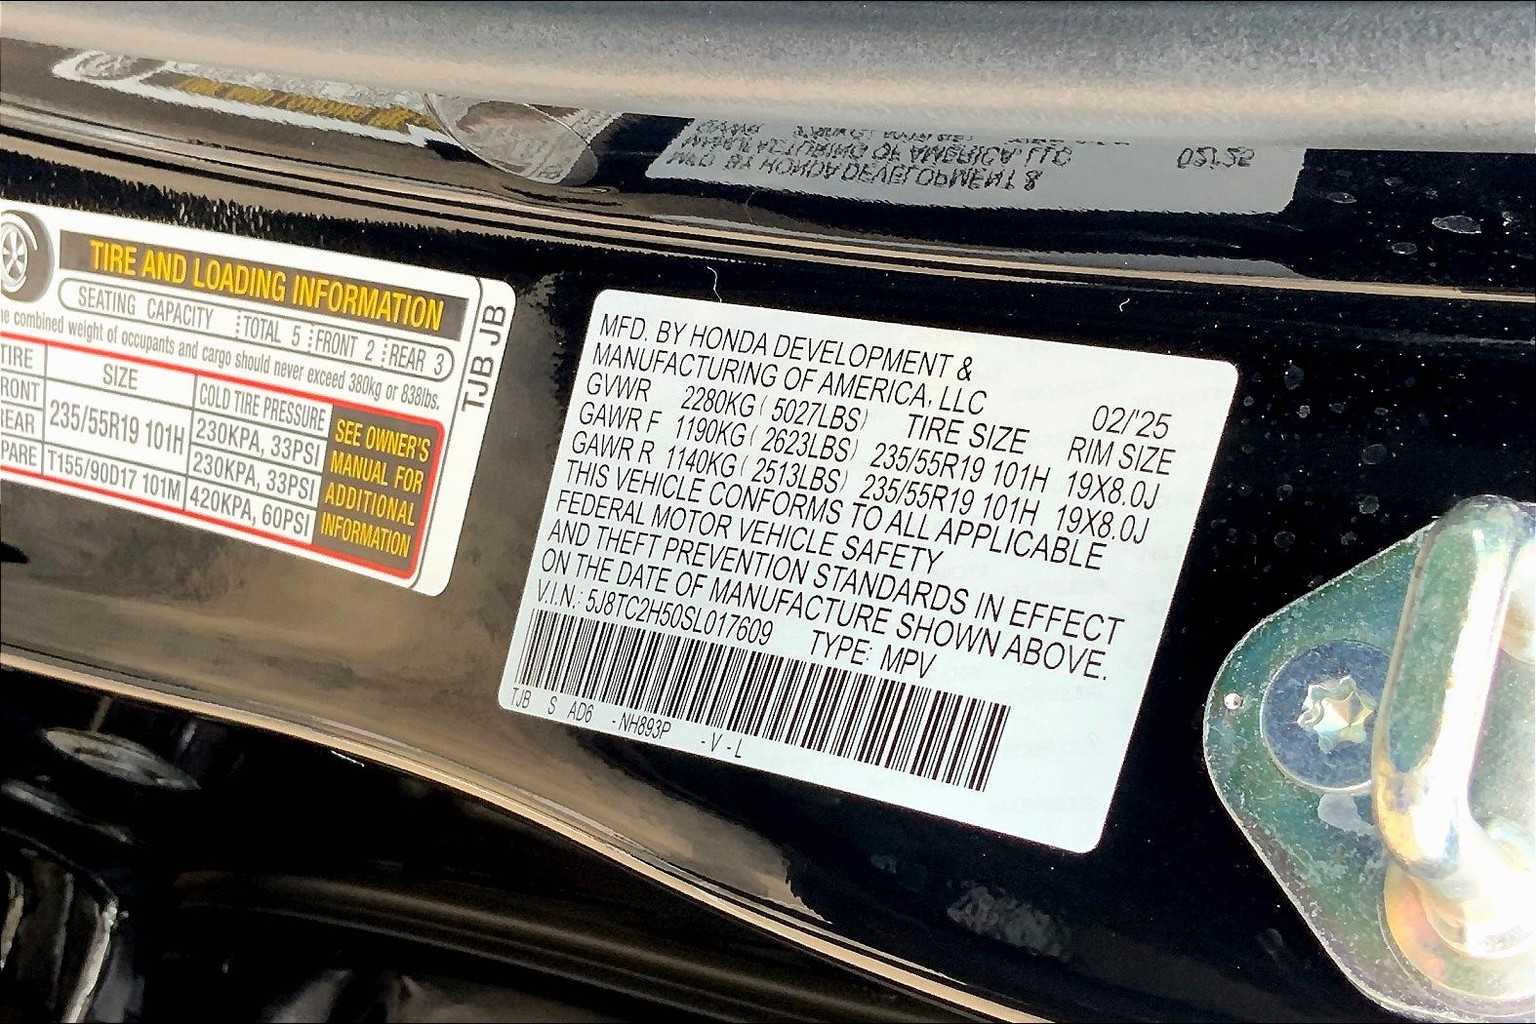 TIRE AND LOADING INFORMATION
SEATING CAPACITY TOTAL 5 FRONT 2 REAR 3
combined weight of occupants and cargo should never exceed 380kg or 838lbs.
TIRE SIZE COLD TIRE PRESSURE
RONT 235/55R19 101H 230KPA, 33PSI
REAR 230KPA, 33PSI
PARE T155/90D17 101M 420KPA, 60PSI
SEE OWNER'S
MANUAL FOR
ADDITIONAL
INFORMATION
TJB JB
MFD. BY HONDA DEVELOPMENT &
MANUFACTURING OF AMERICA, LLC 02/'25
GVWR 2280KG ( 5027LBS) TIRE SIZE RIM SIZE
GAWR F 1190KG ( 2623LBS) 235/55R19 101H 19X8.0J
GAWR R 1140KG ( 2513LBS) 235/55R19 101H 19X8.0J
THIS VEHICLE CONFORMS TO ALL APPLICABLE
FEDERAL MOTOR VEHICLE SAFETY
AND THEFT PREVENTION STANDARDS IN EFFECT
ON THE DATE OF MANUFACTURE SHOWN ABOVE.
V.I.N.: 5J8TC2H50SL017609 TYPE: MPV
TJB S AD6 -NH893P -V-L